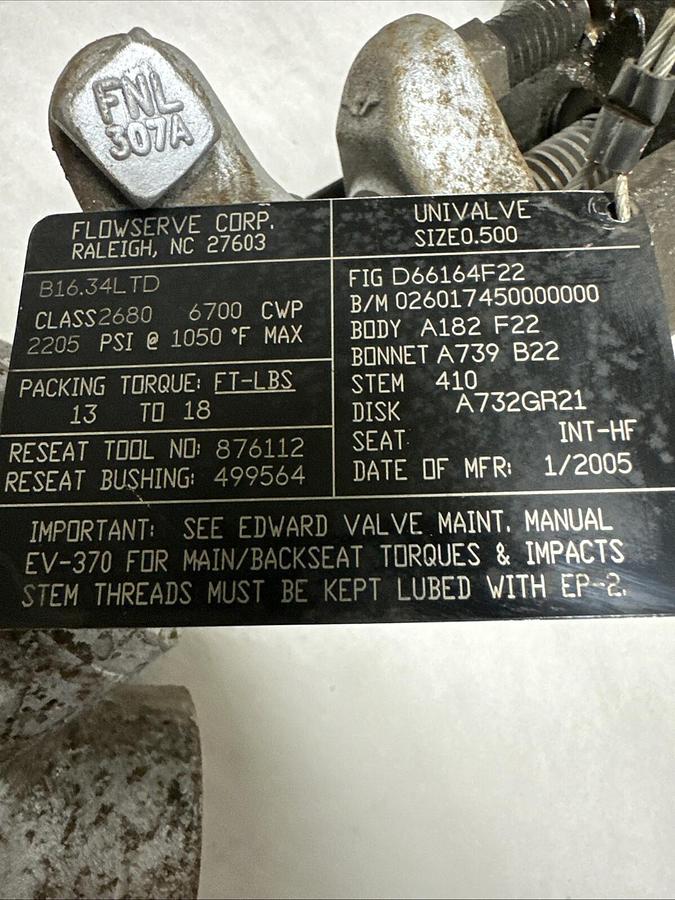 FNL
307A
FLOWSERVE CORP.
RALEIGH, NC 27603
UNIVALVE
SIZE0.500
B16.34LTD
CLASS2680 6700 CWP
2205 PSI @ 1050 °F MAX
PACKING TORQUE: FT-LBS
13 TO 18
RESEAT TOOL NO: 876112
RESEAT BUSHING: 499564
FIG D66164F22
B/M 026017450000000
BODY A182 F22
BONNET A739 B22
STEM 410
DISK A732GR21
SEAT: INT-HF
DATE OF MFR: 1/2005
IMPORTANT: SEE EDWARD VALVE MAINT. MANUAL
EV-370 FOR MAIN/BACKSEAT TORQUES & IMPACTS
STEM THREADS MUST BE KEPT LUBED WITH EP-2.